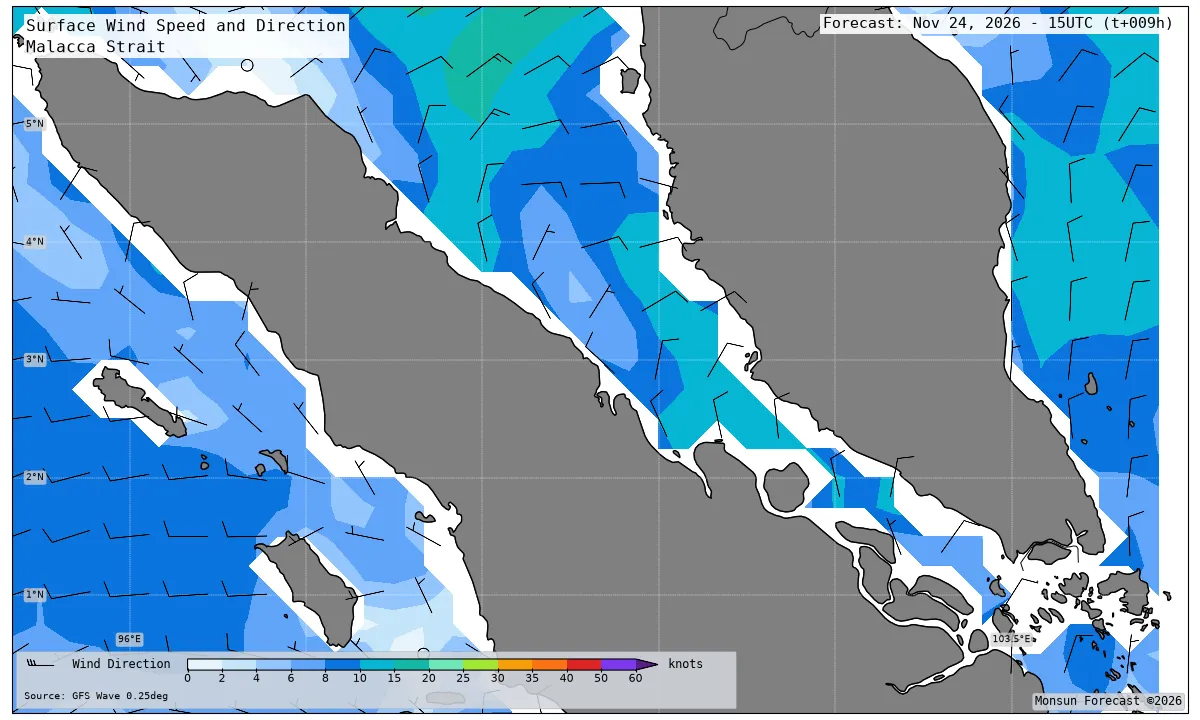 Surface Wind Speed and Direction
Malacca Strait
Forecast: Nov 24, 2026 - 15UTC (t+009h)
5°N
4°N
3°N
2°N
1°N
96°E
103.5°E
Wind Direction
knots
0 2 4 6 8 10 15 20 25 30 35 40 50 60
Source: GFS Wave 0.25deg
Monsun Forecast ©2026